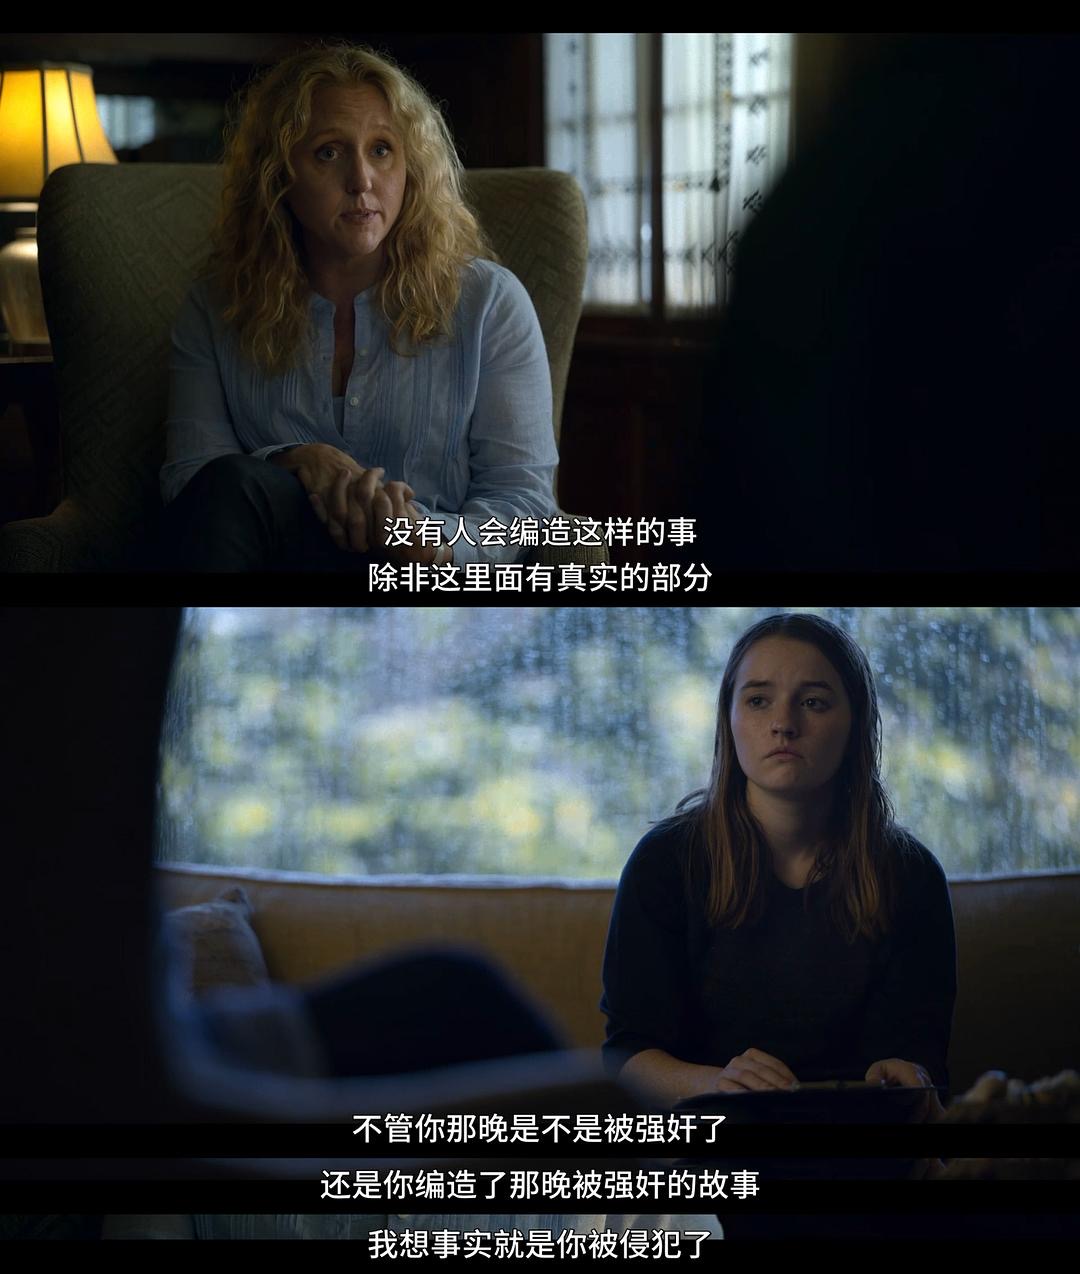 没有人会编造这样的事
除非这里面有真实的部分
不管你那晚是不是被强奸了
还是你编造了那晚被强奸的故事
我想事实就是你被侵犯了